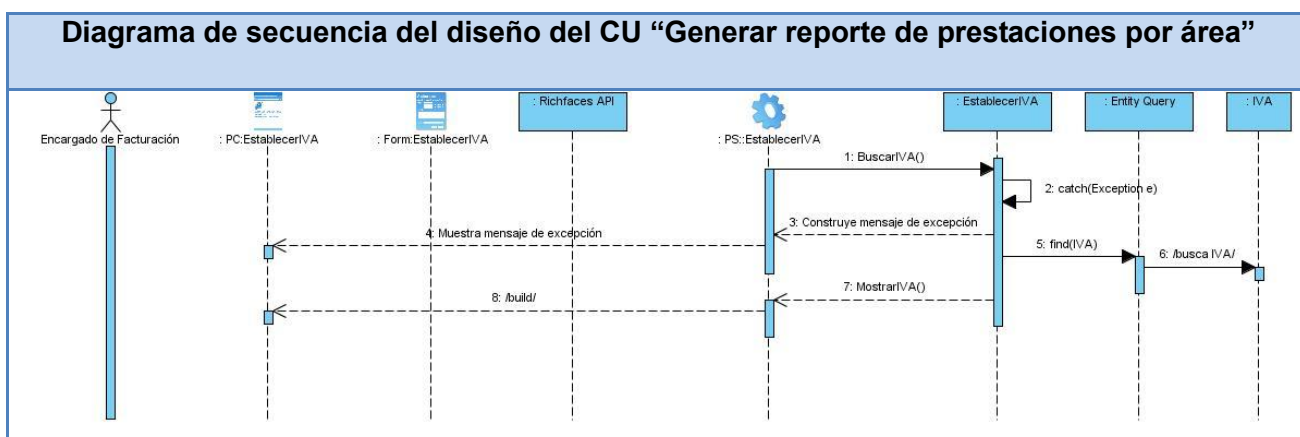 Diagrama de secuencia del diseño del CU “Generar reporte de prestaciones por área”
: Richfaces API
: EstablecerIVA
: Entity Query
: IVA
Encargado de Facturación
: PC:EstablecerIVA
: Form:EstablecerIVA
: PS::EstablecerIVA
1: BuscarIVA()
2: catch(Exception e)
3: Construye mensaje de excepción
4: Muestra mensaje de excepción
5: find(IVA)
6: /busca IVA/
7: MostrarIVA()
8: /build/